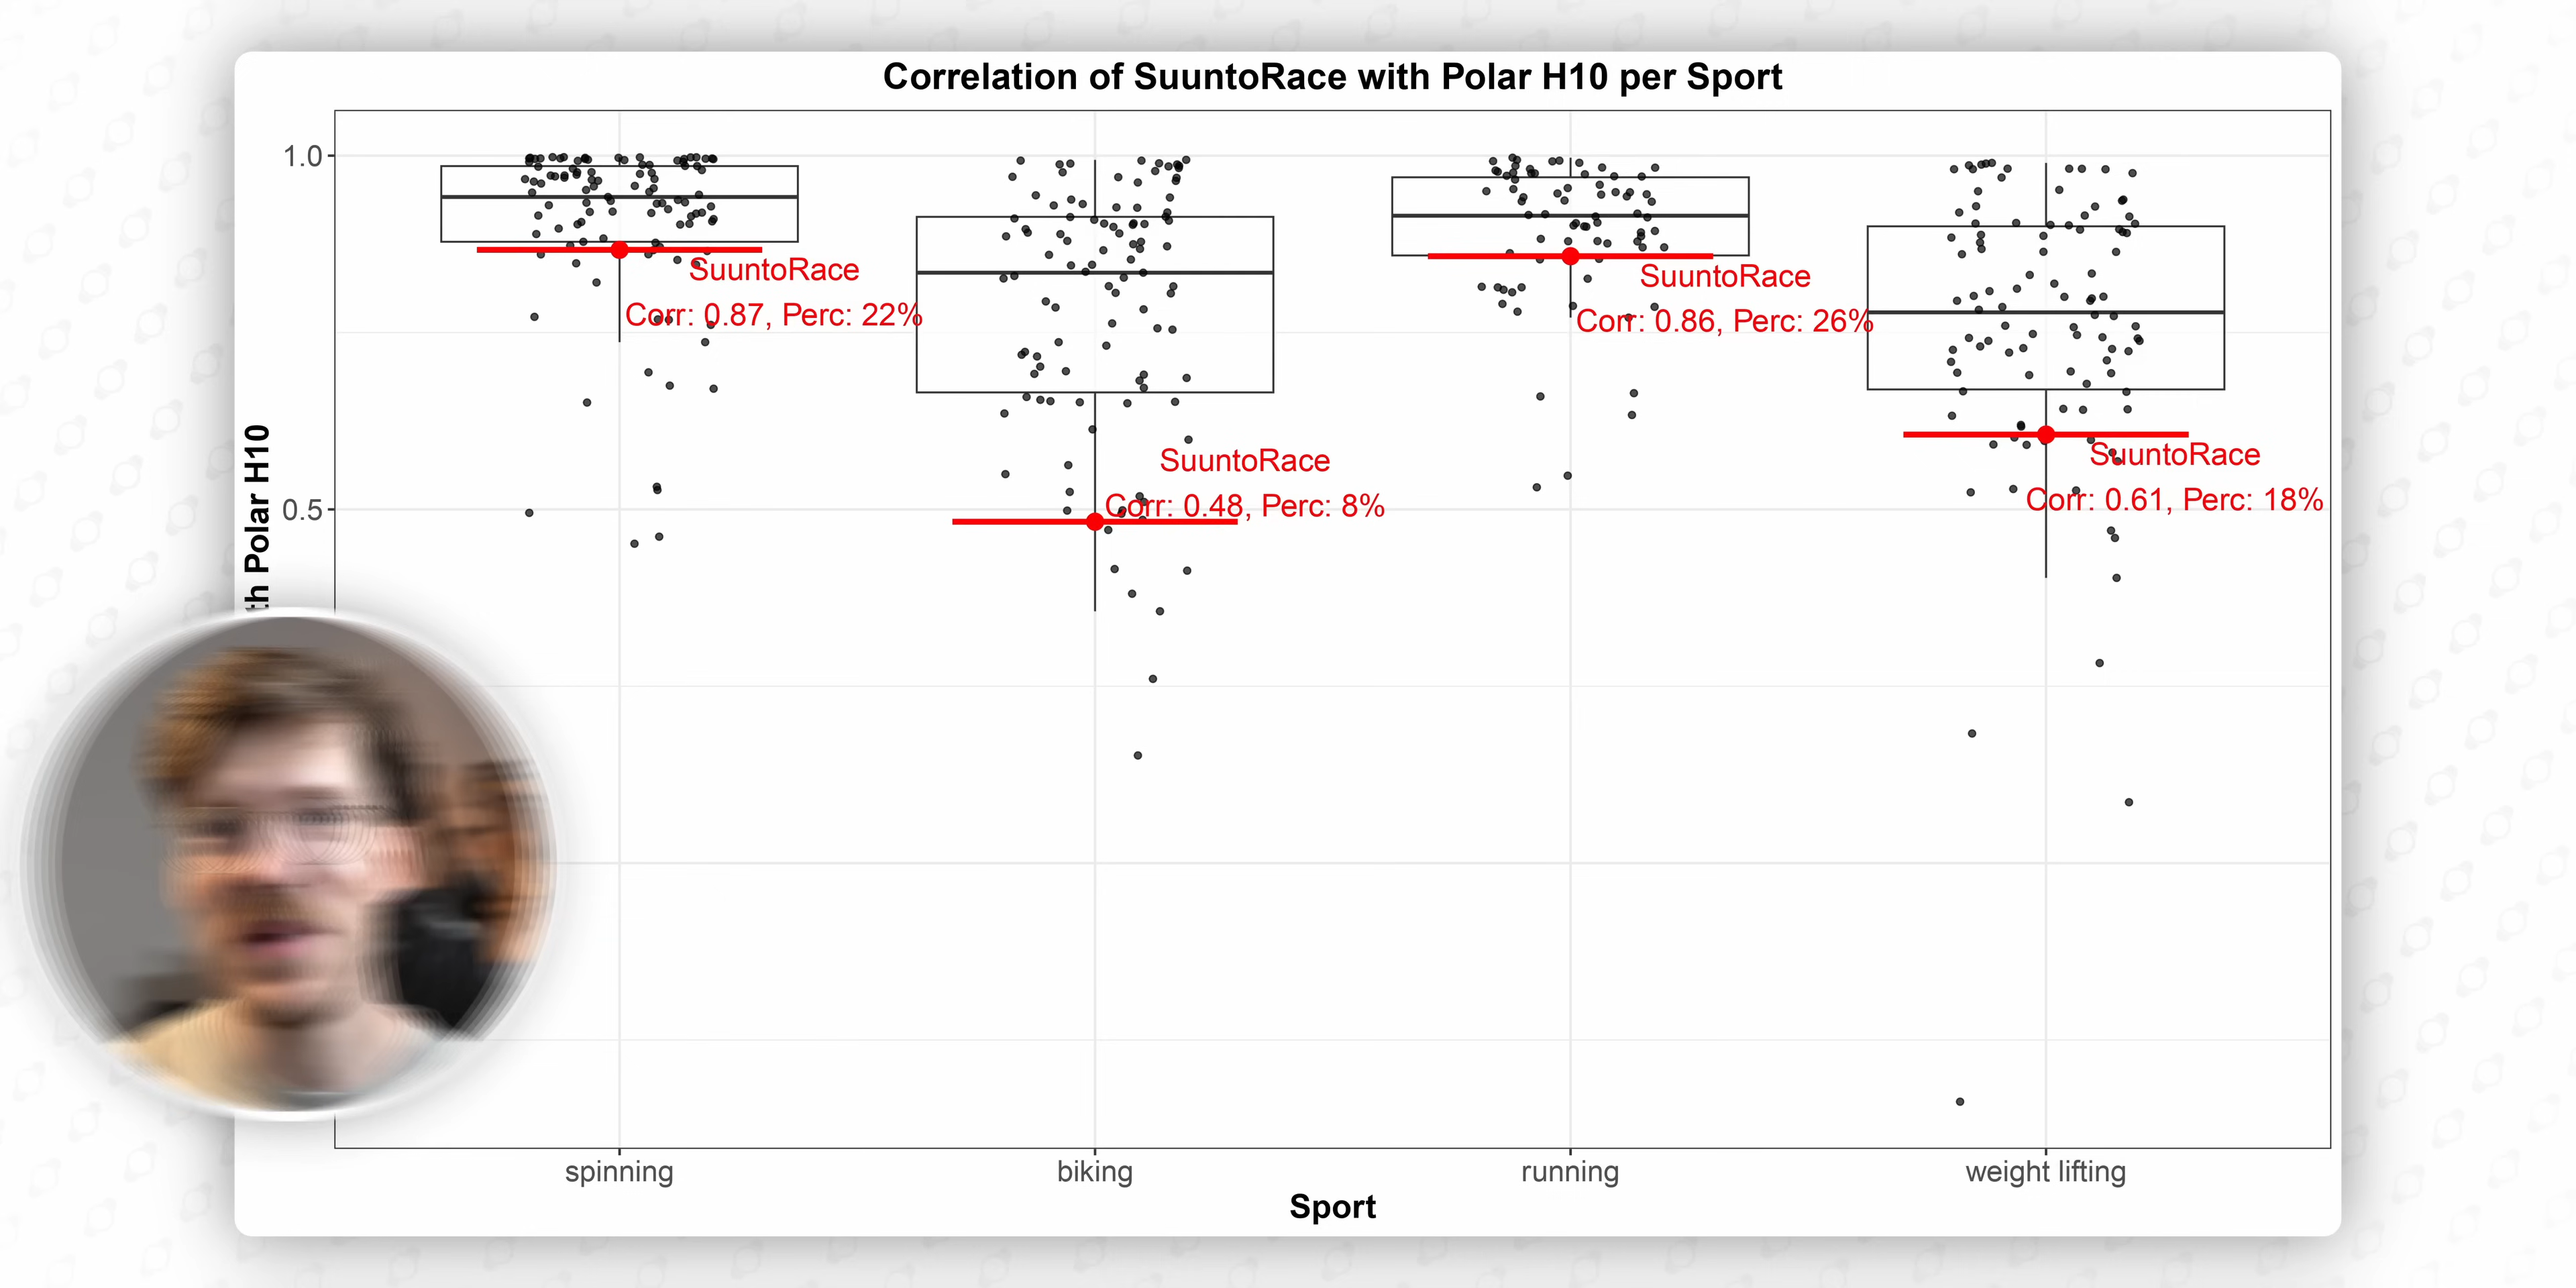 Correlation of SuuntoRace with Polar H10 per Sport
1.0
0.5
Polar H10
SuuntoRace
Corr: 0.87, Perc: 22%
SuuntoRace
Corr: 0.48, Perc: 8%
SuuntoRace
Corr: 0.86, Perc: 26%
SuuntoRace
Corr: 0.61, Perc: 18%
spinning
biking
running
weight lifting
Sport